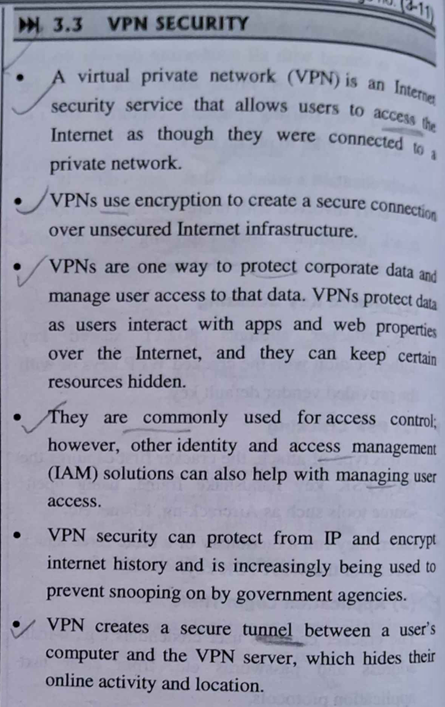 (3-11)
3.3 VPN SECURITY
• A virtual private network (VPN) is an Internet
security service that allows users to access the
Internet as though they were connected to a
private network.
• VPNs use encryption to create a secure connection
over unsecured Internet infrastructure.
• VPNs are one way to protect corporate data and
manage user access to that data. VPNs protect data
as users interact with apps and web properties
over the Internet, and they can keep certain
resources hidden.
• They are commonly used for access control;
however, other identity and access management
(IAM) solutions can also help with managing user
access.
• VPN security can protect from IP and encrypt
internet history and is increasingly being used to
prevent snooping on by government agencies.
• VPN creates a secure tunnel between a user's
computer and the VPN server, which hides their
online activity and location.